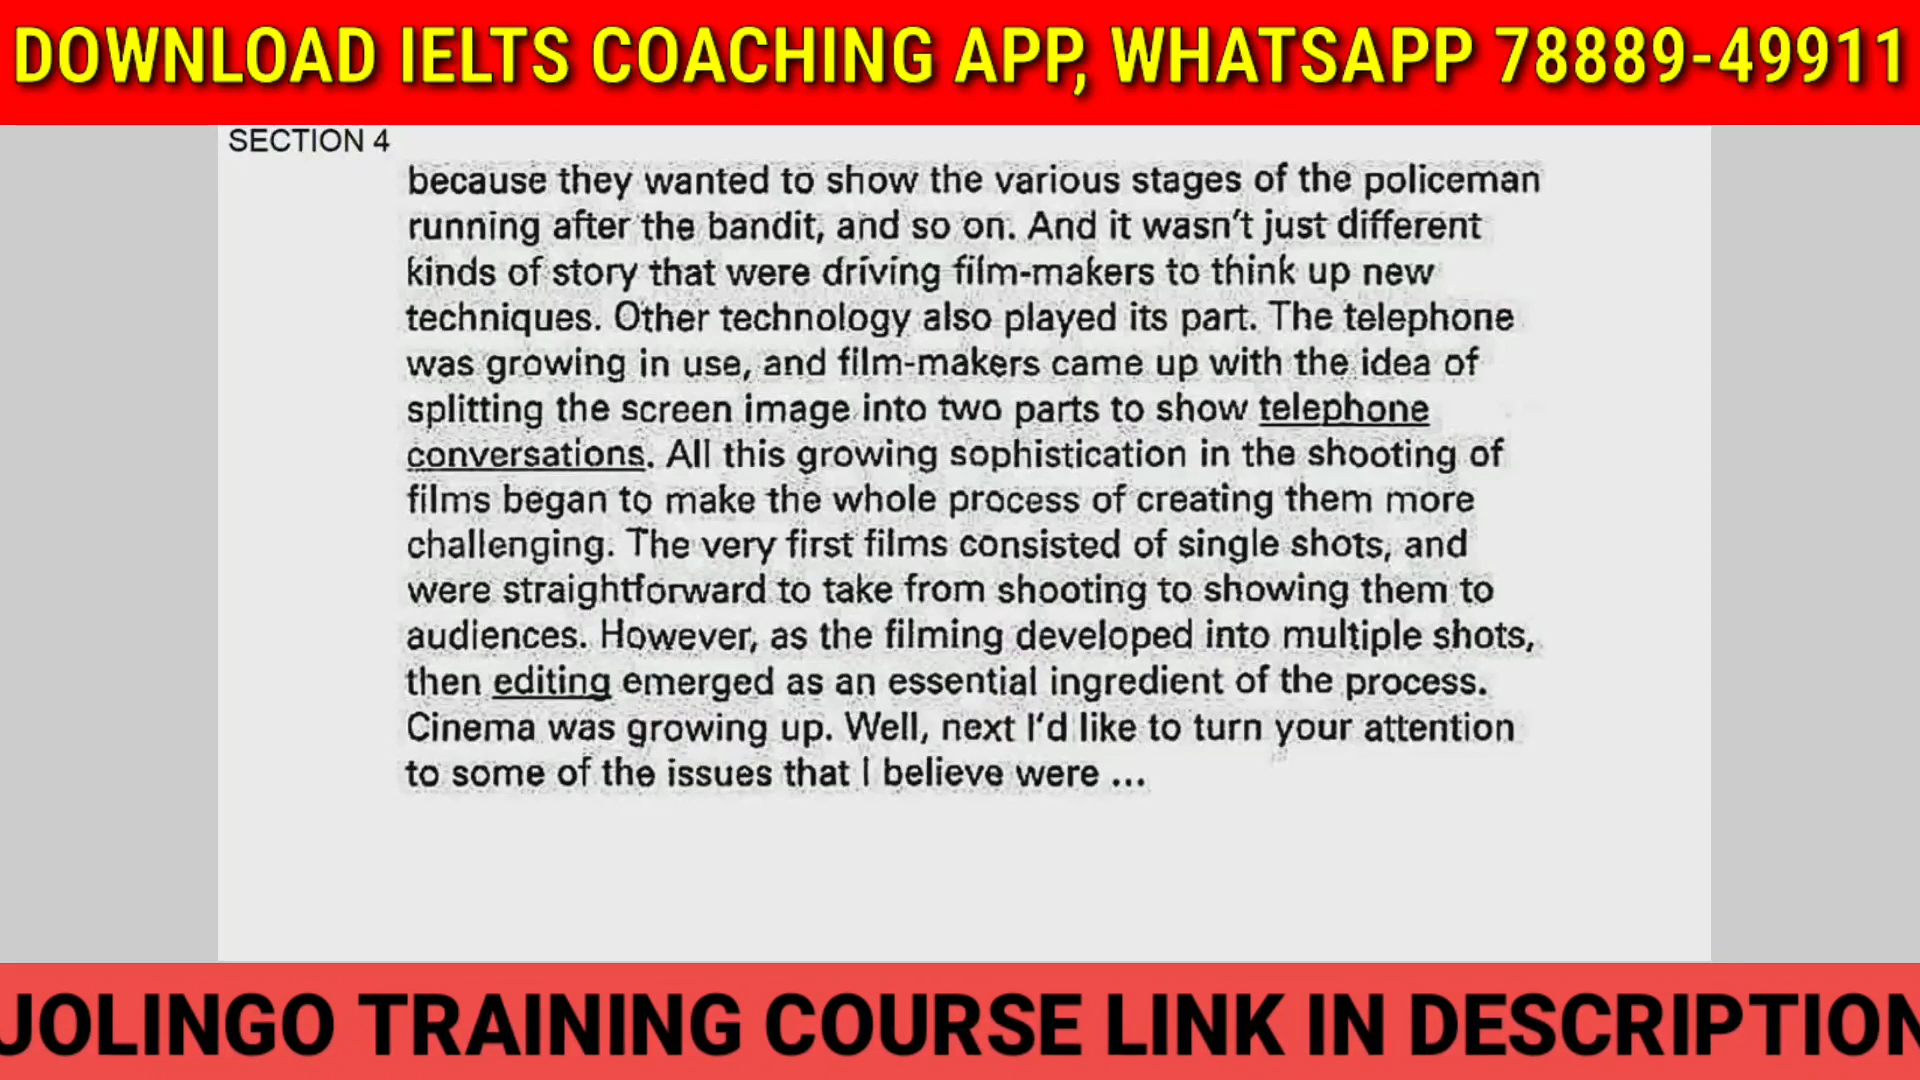 DOWNLOAD IELTS COACHING APP, WHATSAPP 78889-49911
SECTION 4
because they wanted to show the various stages of the policeman
running after the bandit, and so on. And it wasn't just different
kinds of story that were driving film-makers to think up new
techniques. Other technology also played its part. The telephone
was growing in use, and film-makers came up with the idea of
splitting the screen image into two parts to show telephone
conversations. All this growing sophistication in the shooting of
films began to make the whole process of creating them more
challenging. The very first films consisted of single shots, and
were straightforward to take from shooting to showing them to
audiences. However, as the filming developed into multiple shots,
then editing emerged as an essential ingredient of the process.
Cinema was growing up. Well, next I'd like to turn your attention
to some of the issues that I believe were ...
JOLINGO TRAINING COURSE LINK IN DESCRIPTION